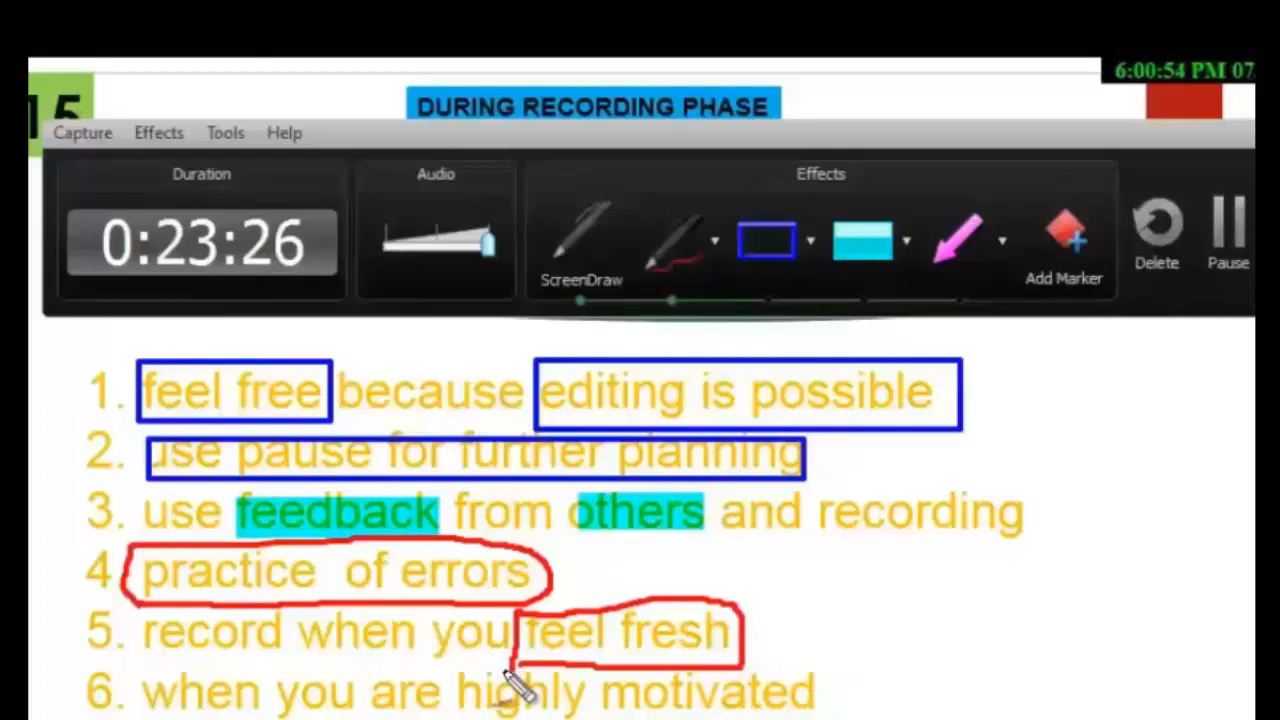 6:00:54 PM 07
15
DURING RECORDING PHASE
Capture Effects Tools Help
Duration Audio Effects
0:23:26
ScreenDraw Add Marker Delete Pause
1. feel free because editing is possible
2. use pause for further planning
3. use feedback from others and recording
4. practice of errors
5. record when you feel fresh
6. when you are highly motivated